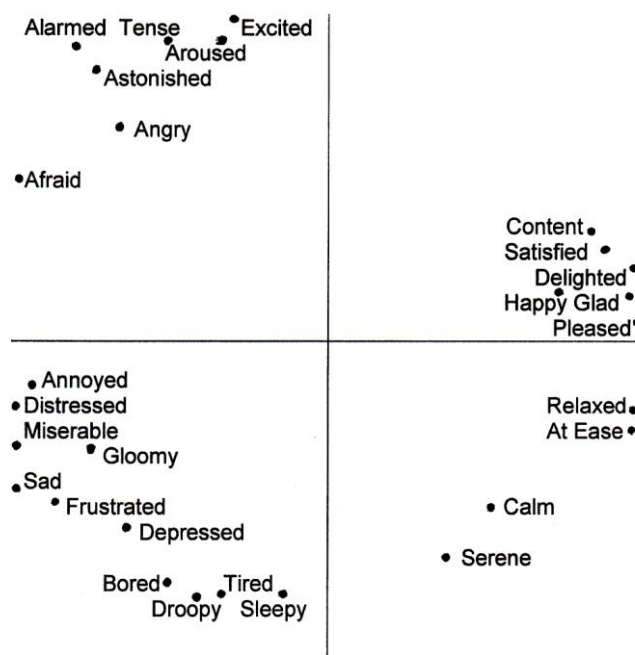 Alarmed Tense Excited
Aroused
Astonished
Angry
Afraid
Content
Satisfied
Delighted
Happy Glad
Pleased
Annoyed
Distressed
Relaxed
Miserable
At Ease
Gloomy
Sad
Frustrated
Calm
Depressed
Serene
Bored Tired
Droopy Sleepy